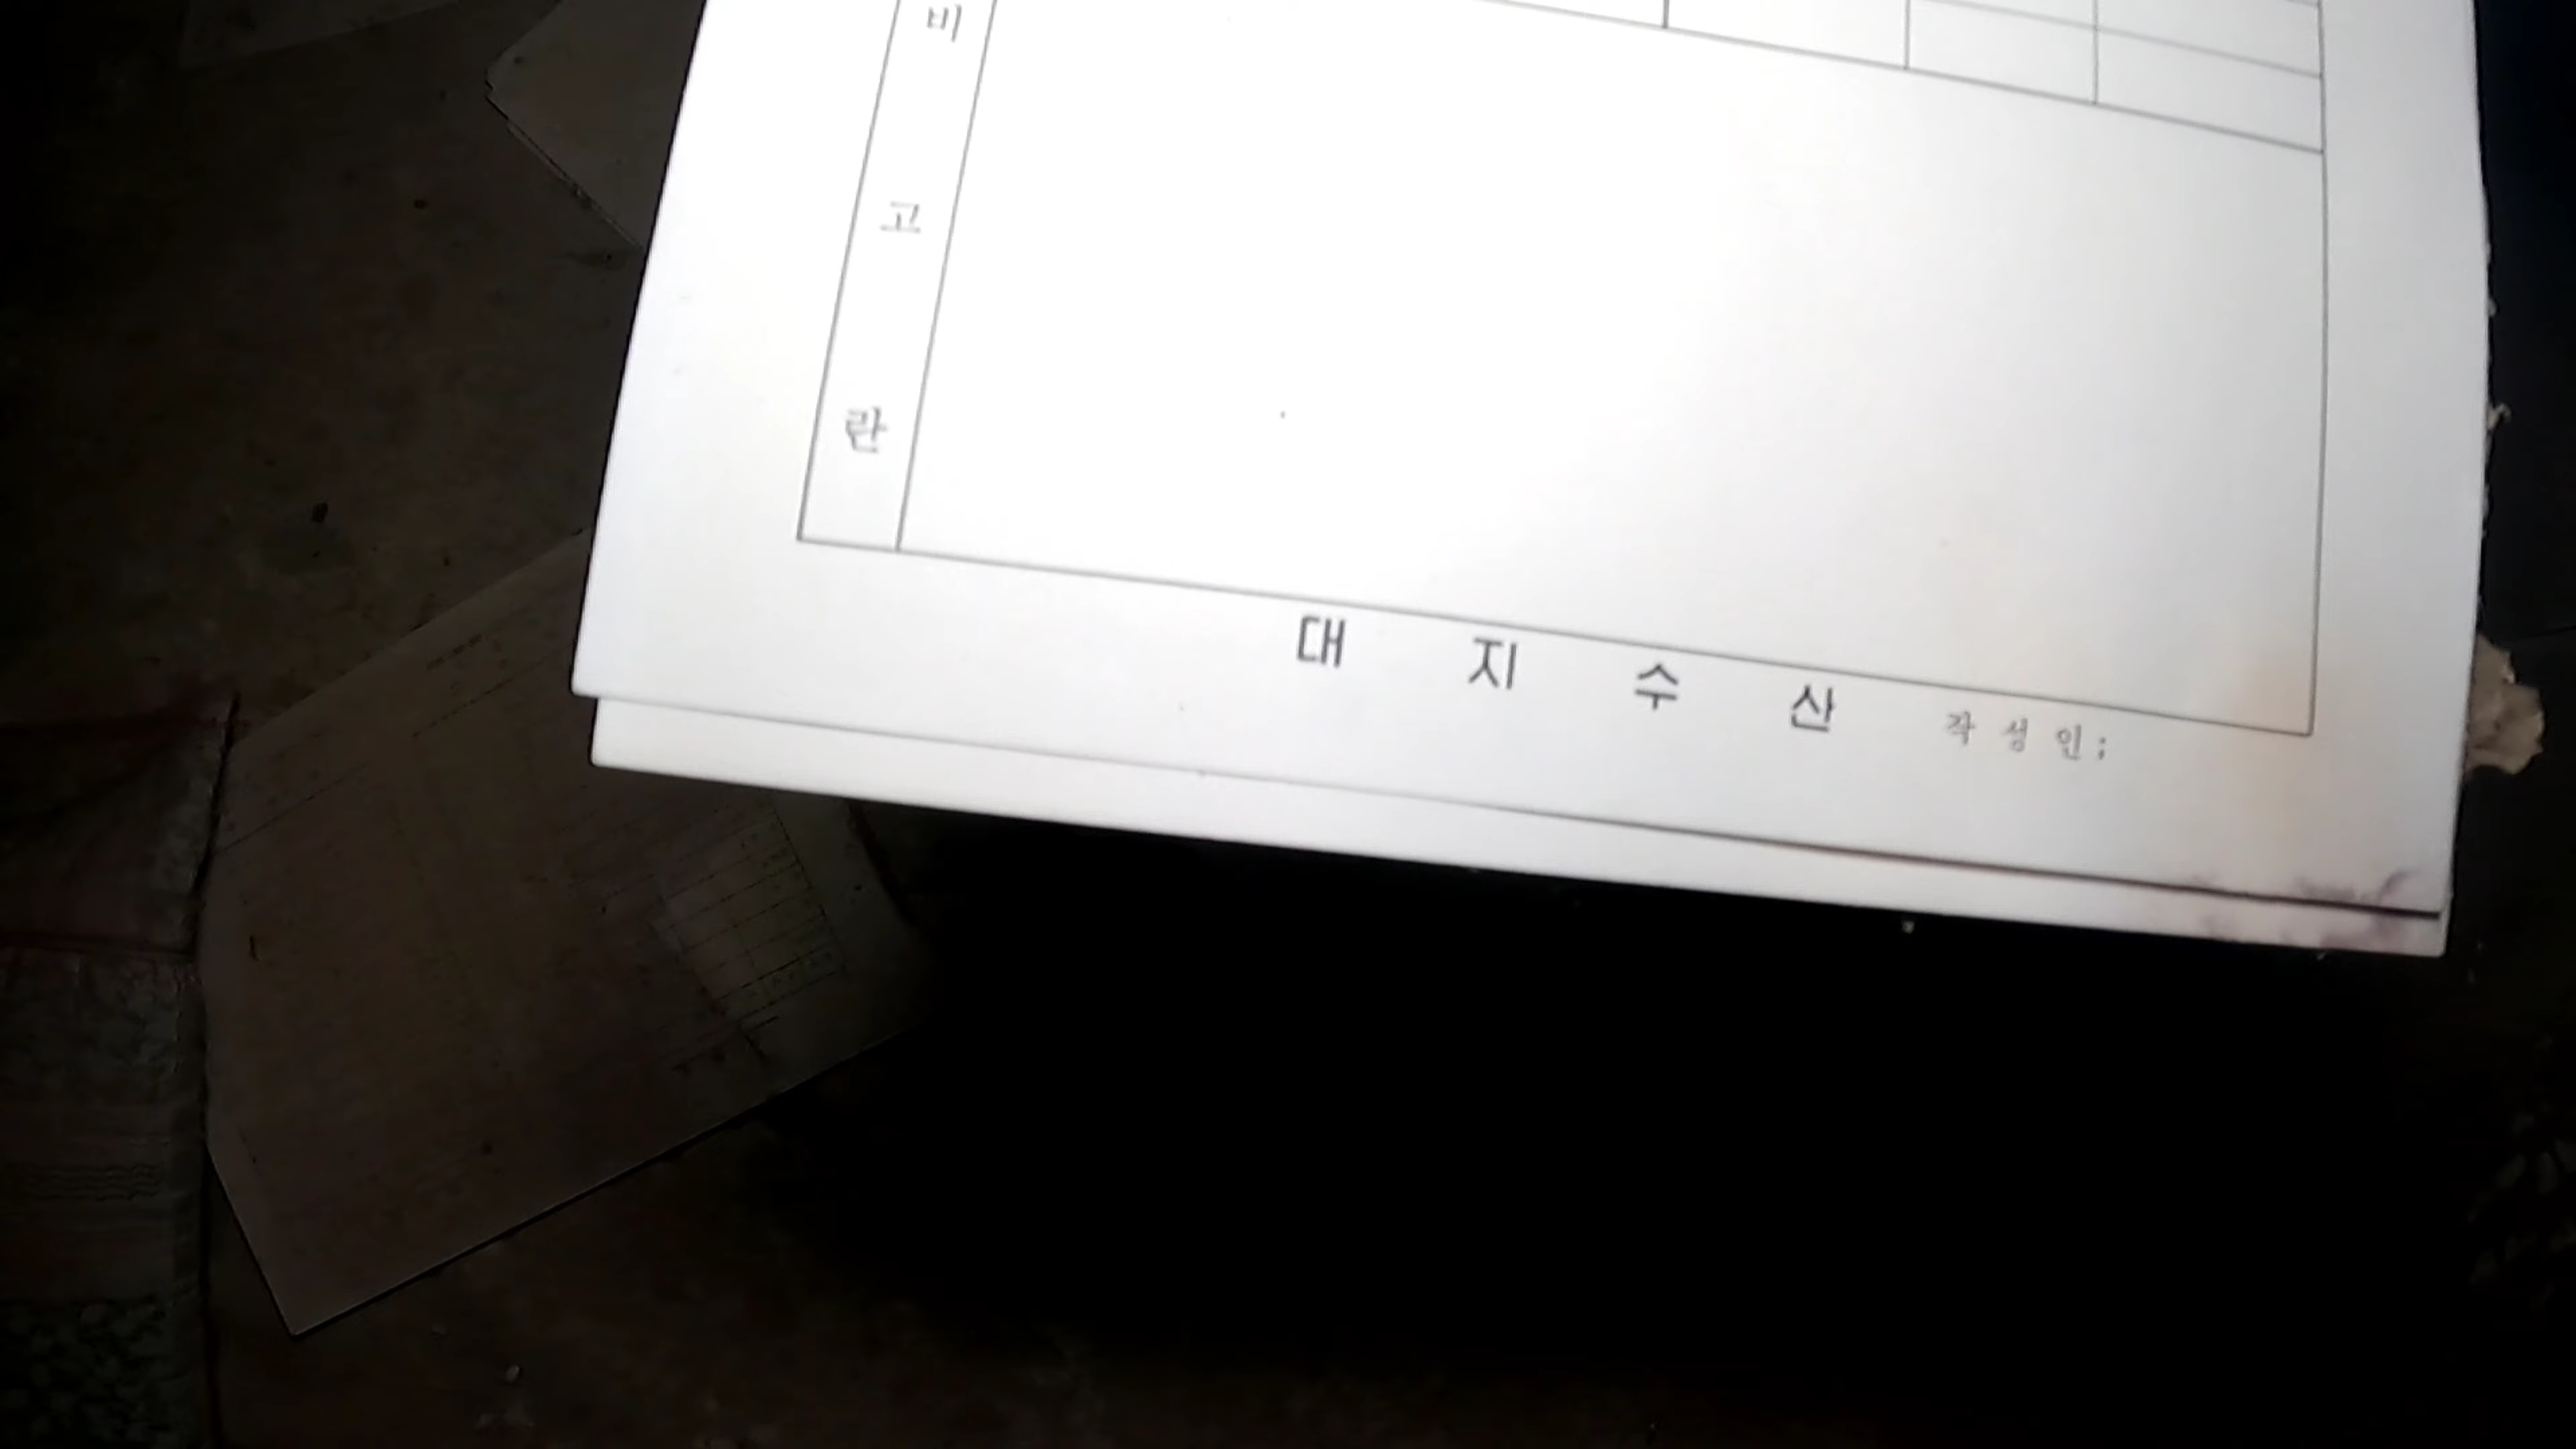 비
고
란
대 지 수 산 작 성 인 ;